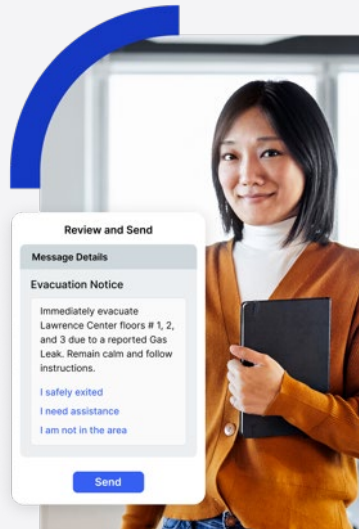 Review and Send
Message Details
Evacuation Notice
Immediately evacuate
Lawrence Center floors # 1, 2,
and 3 due to a reported Gas
Leak. Remain calm and follow
instructions.
I safely exited
I need assistance
I am not in the area
Send